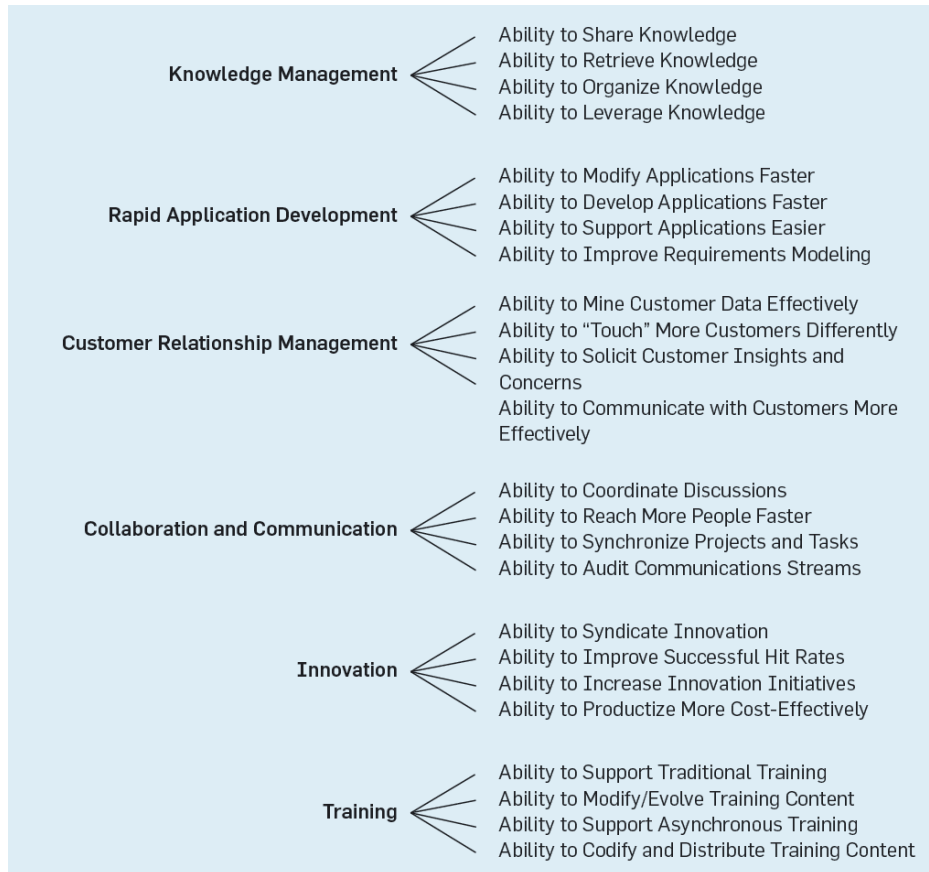 Knowledge Management
Ability to Share Knowledge
Ability to Retrieve Knowledge
Ability to Organize Knowledge
Ability to Leverage Knowledge
Rapid Application Development
Ability to Modify Applications Faster
Ability to Develop Applications Faster
Ability to Support Applications Easier
Ability to Improve Requirements Modeling
Customer Relationship Management
Ability to Mine Customer Data Effectively
Ability to “Touch” More Customers Differently
Ability to Solicit Customer Insights and
Concerns
Ability to Communicate with Customers More
Effectively
Collaboration and Communication
Ability to Coordinate Discussions
Ability to Reach More People Faster
Ability to Synchronize Projects and Tasks
Ability to Audit Communications Streams
Innovation
Ability to Syndicate Innovation
Ability to Improve Successful Hit Rates
Ability to Increase Innovation Initiatives
Ability to Productize More Cost-Effectively
Training
Ability to Support Traditional Training
Ability to Modify/Evolve Training Content
Ability to Support Asynchronous Training
Ability to Codify and Distribute Training Content